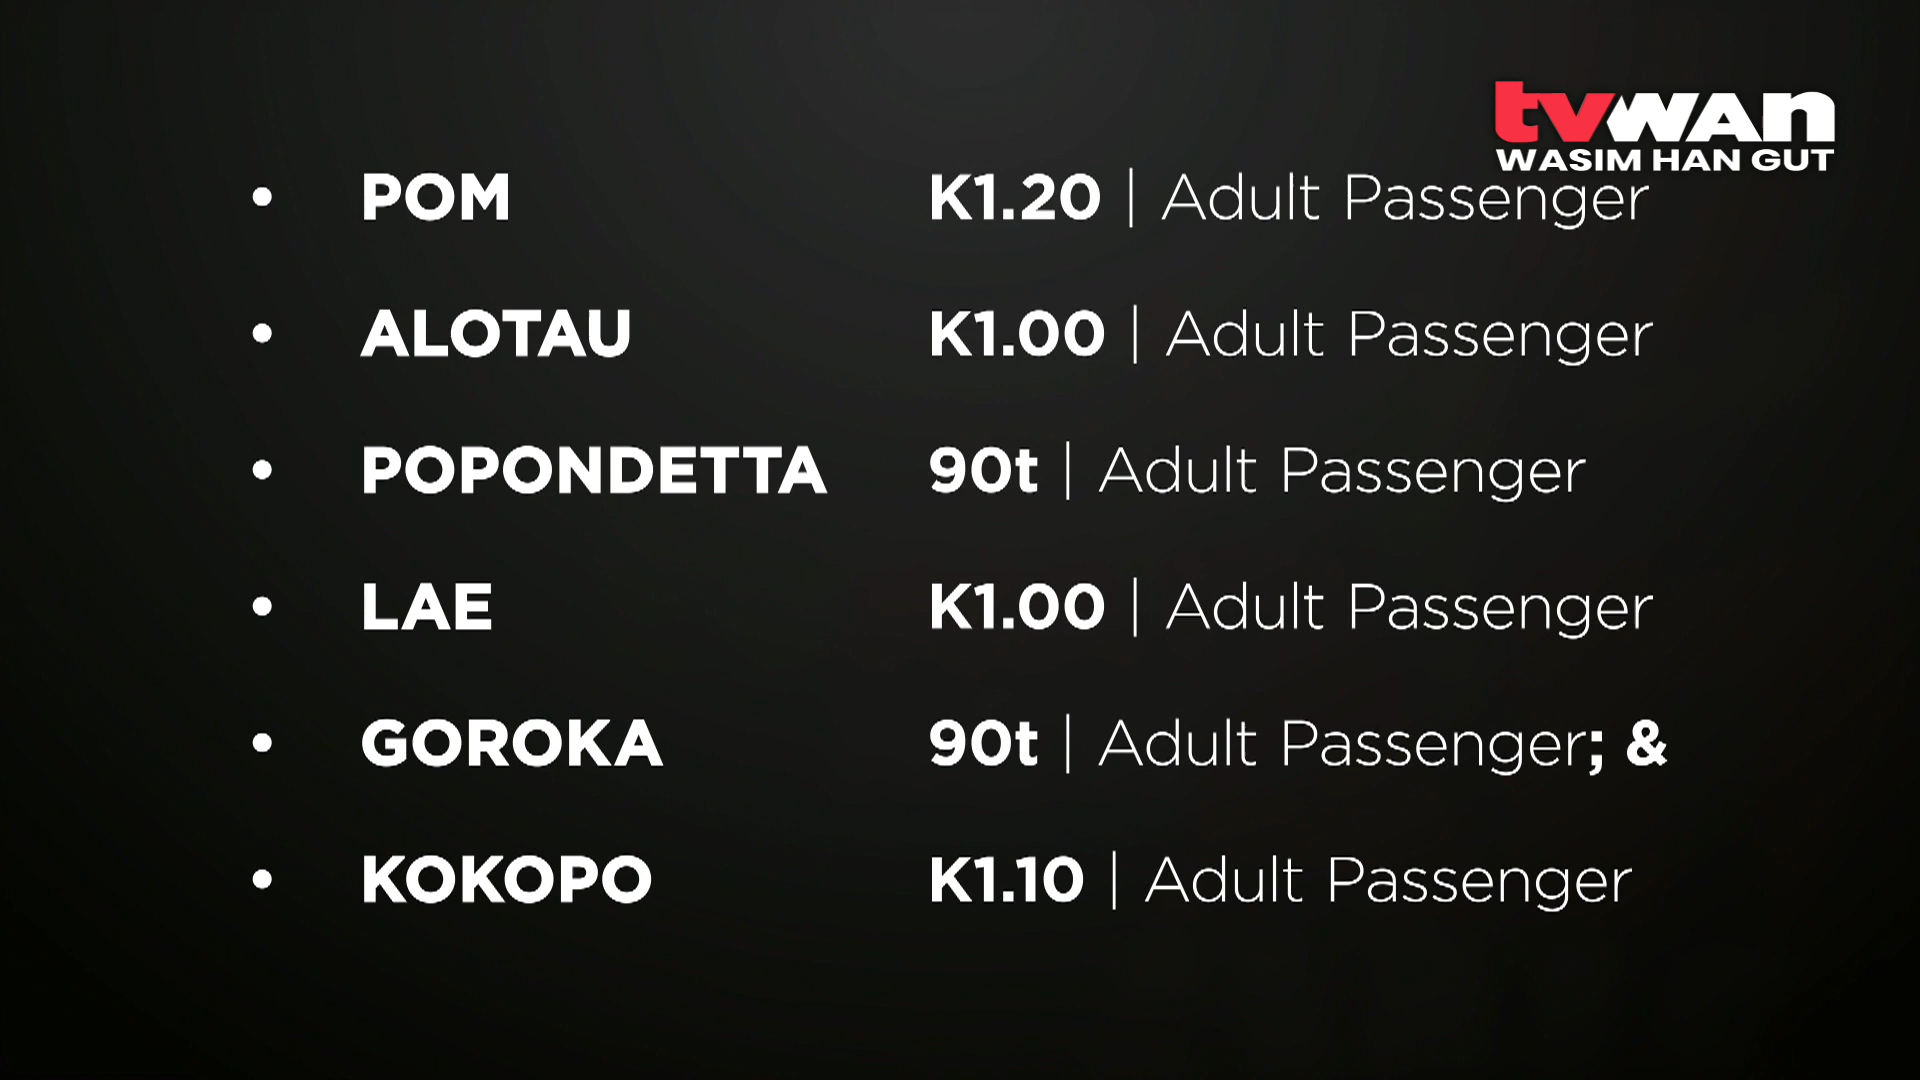 tvwan
WASIM HAN GUT
• POM K1.20 | Adult Passenger
• ALOTAU K1.00 | Adult Passenger
• POPONDETTA 90t | Adult Passenger
• LAE K1.00 | Adult Passenger
• GOROKA 90t | Adult Passenger; &
• KOKOPO K1.10 | Adult Passenger